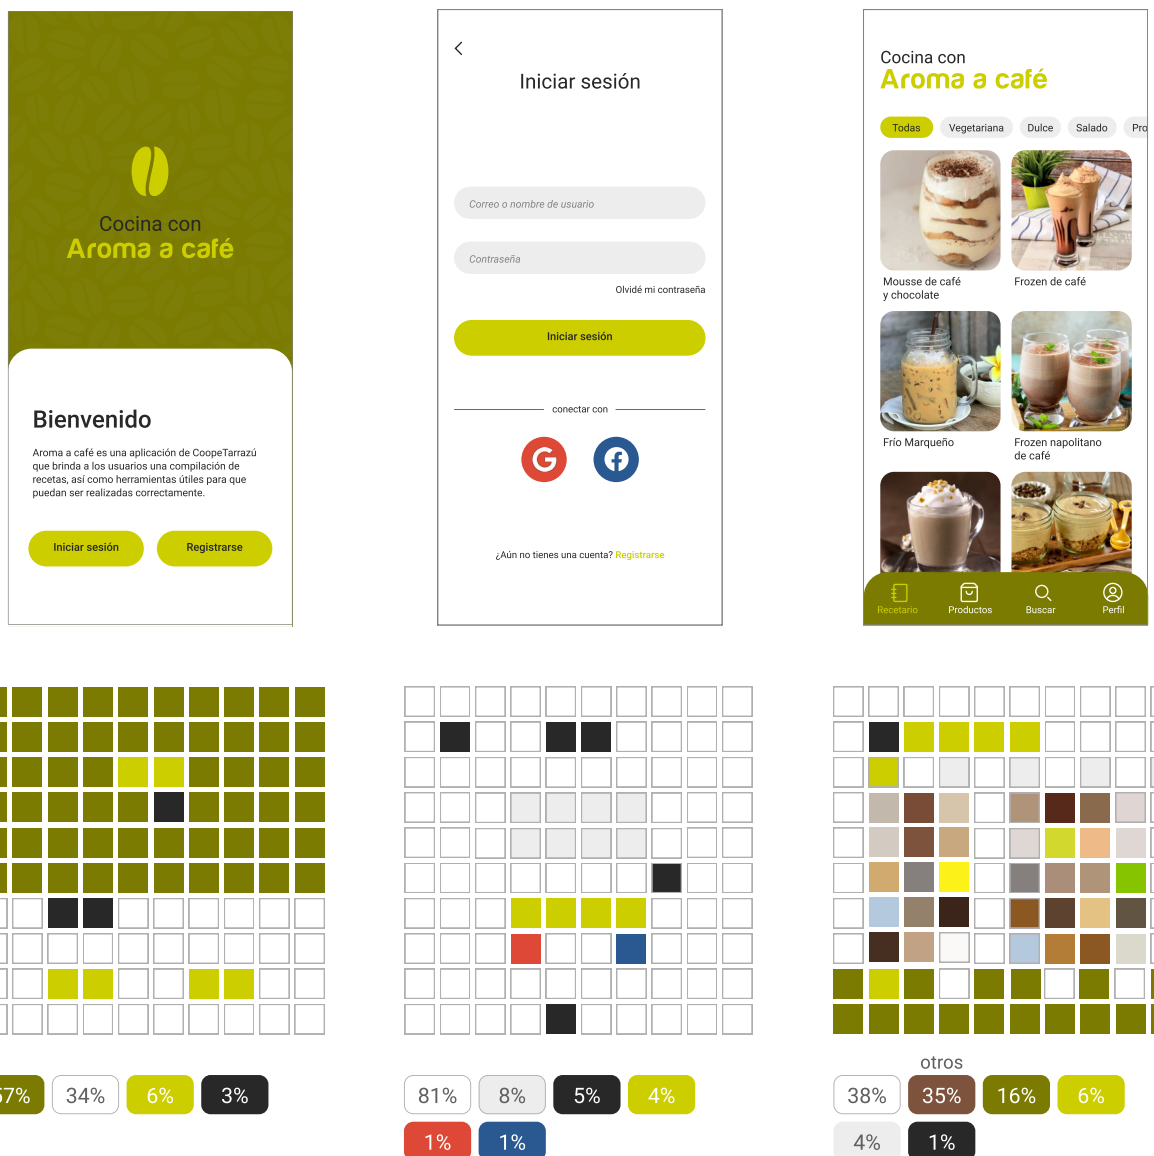 Cocina con
Aroma a café
Bienvenido
Aroma a café es una aplicación de CoopeTarrazú
que brinda a los usuarios una compilación de
recetas, así como herramientas útiles para que
puedan ser realizadas correctamente.
Iniciar sesión
Registrarse
Iniciar sesión
Correo o nombre de usuario
Contraseña
Olvidé mi contraseña
Iniciar sesión
conectar con
¿Aún no tienes una cuenta? Registrarse
Cocina con
Aroma a café
Todas
Vegetariana
Dulce
Salado
Pro
Mousse de café
y chocolate
Frozen de café
Frío Marqueño
Frozen napolitano
de café
Recetario
Productos
Buscar
Perfil
57%
34%
6%
3%
81%
8%
5%
4%
1%
1%
otros
38%
35%
16%
6%
4%
1%